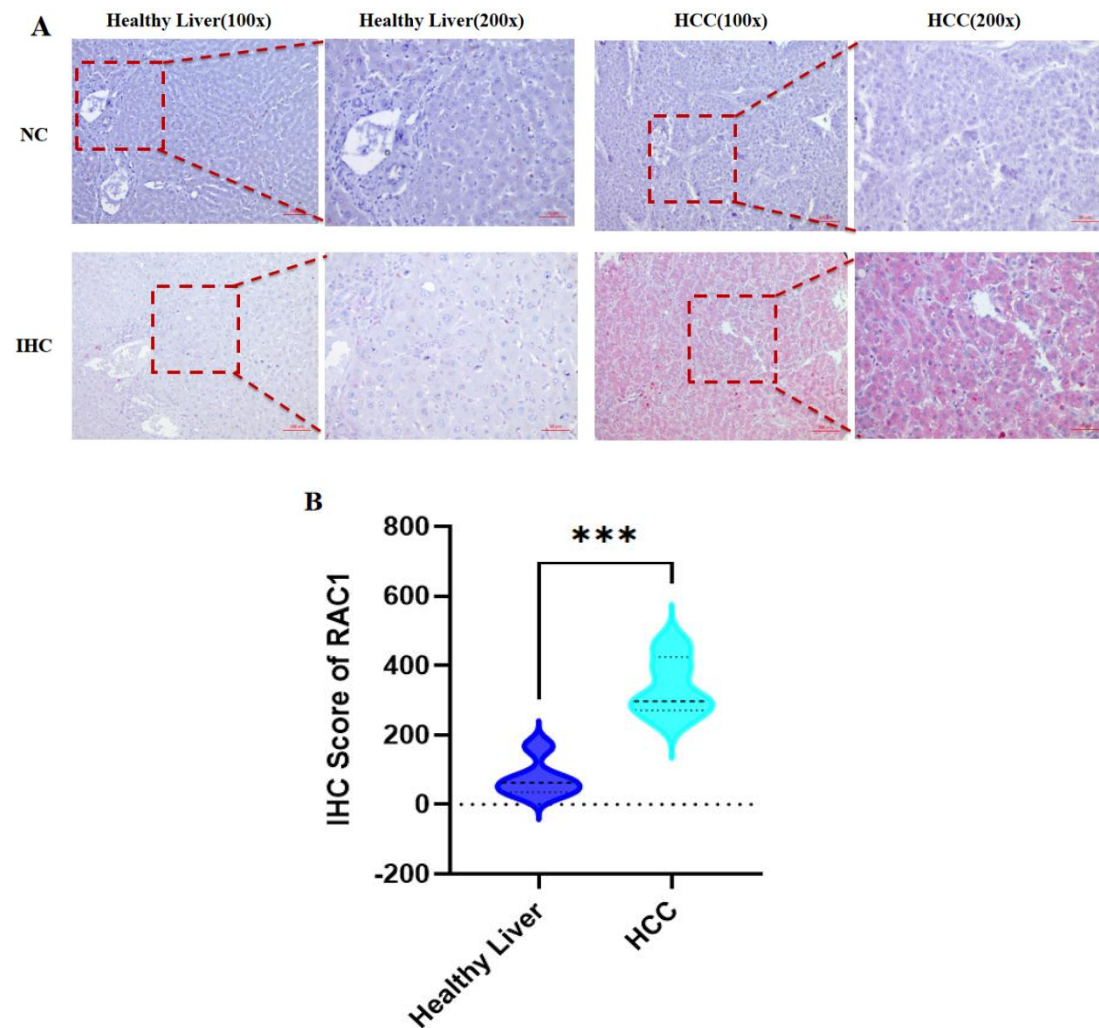 A
Healthy Liver(100x)
Healthy Liver(200x)
HCC(100x)
HCC(200x)
NC
IHC
B
***
IHC Score of RAC1
800
600
400
200
0
-200
Healthy Liver
HCC